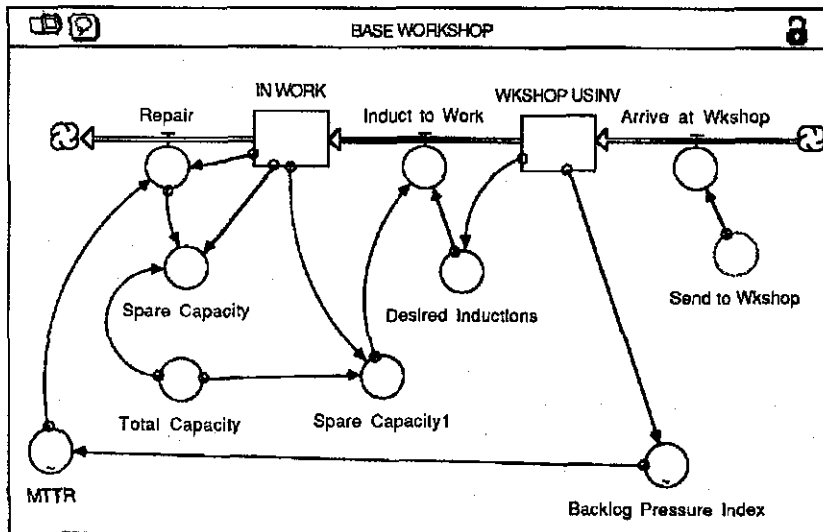 BASE WORKSHOP
IN WORK
WKSHOP USINV
Repair
Induct to Work
Arrive at Wkshop
Spare Capacity
Desired Inductions
Send to Wkshop
Total Capacity
Spare Capacity1
MTTR
Backlog Pressure Index